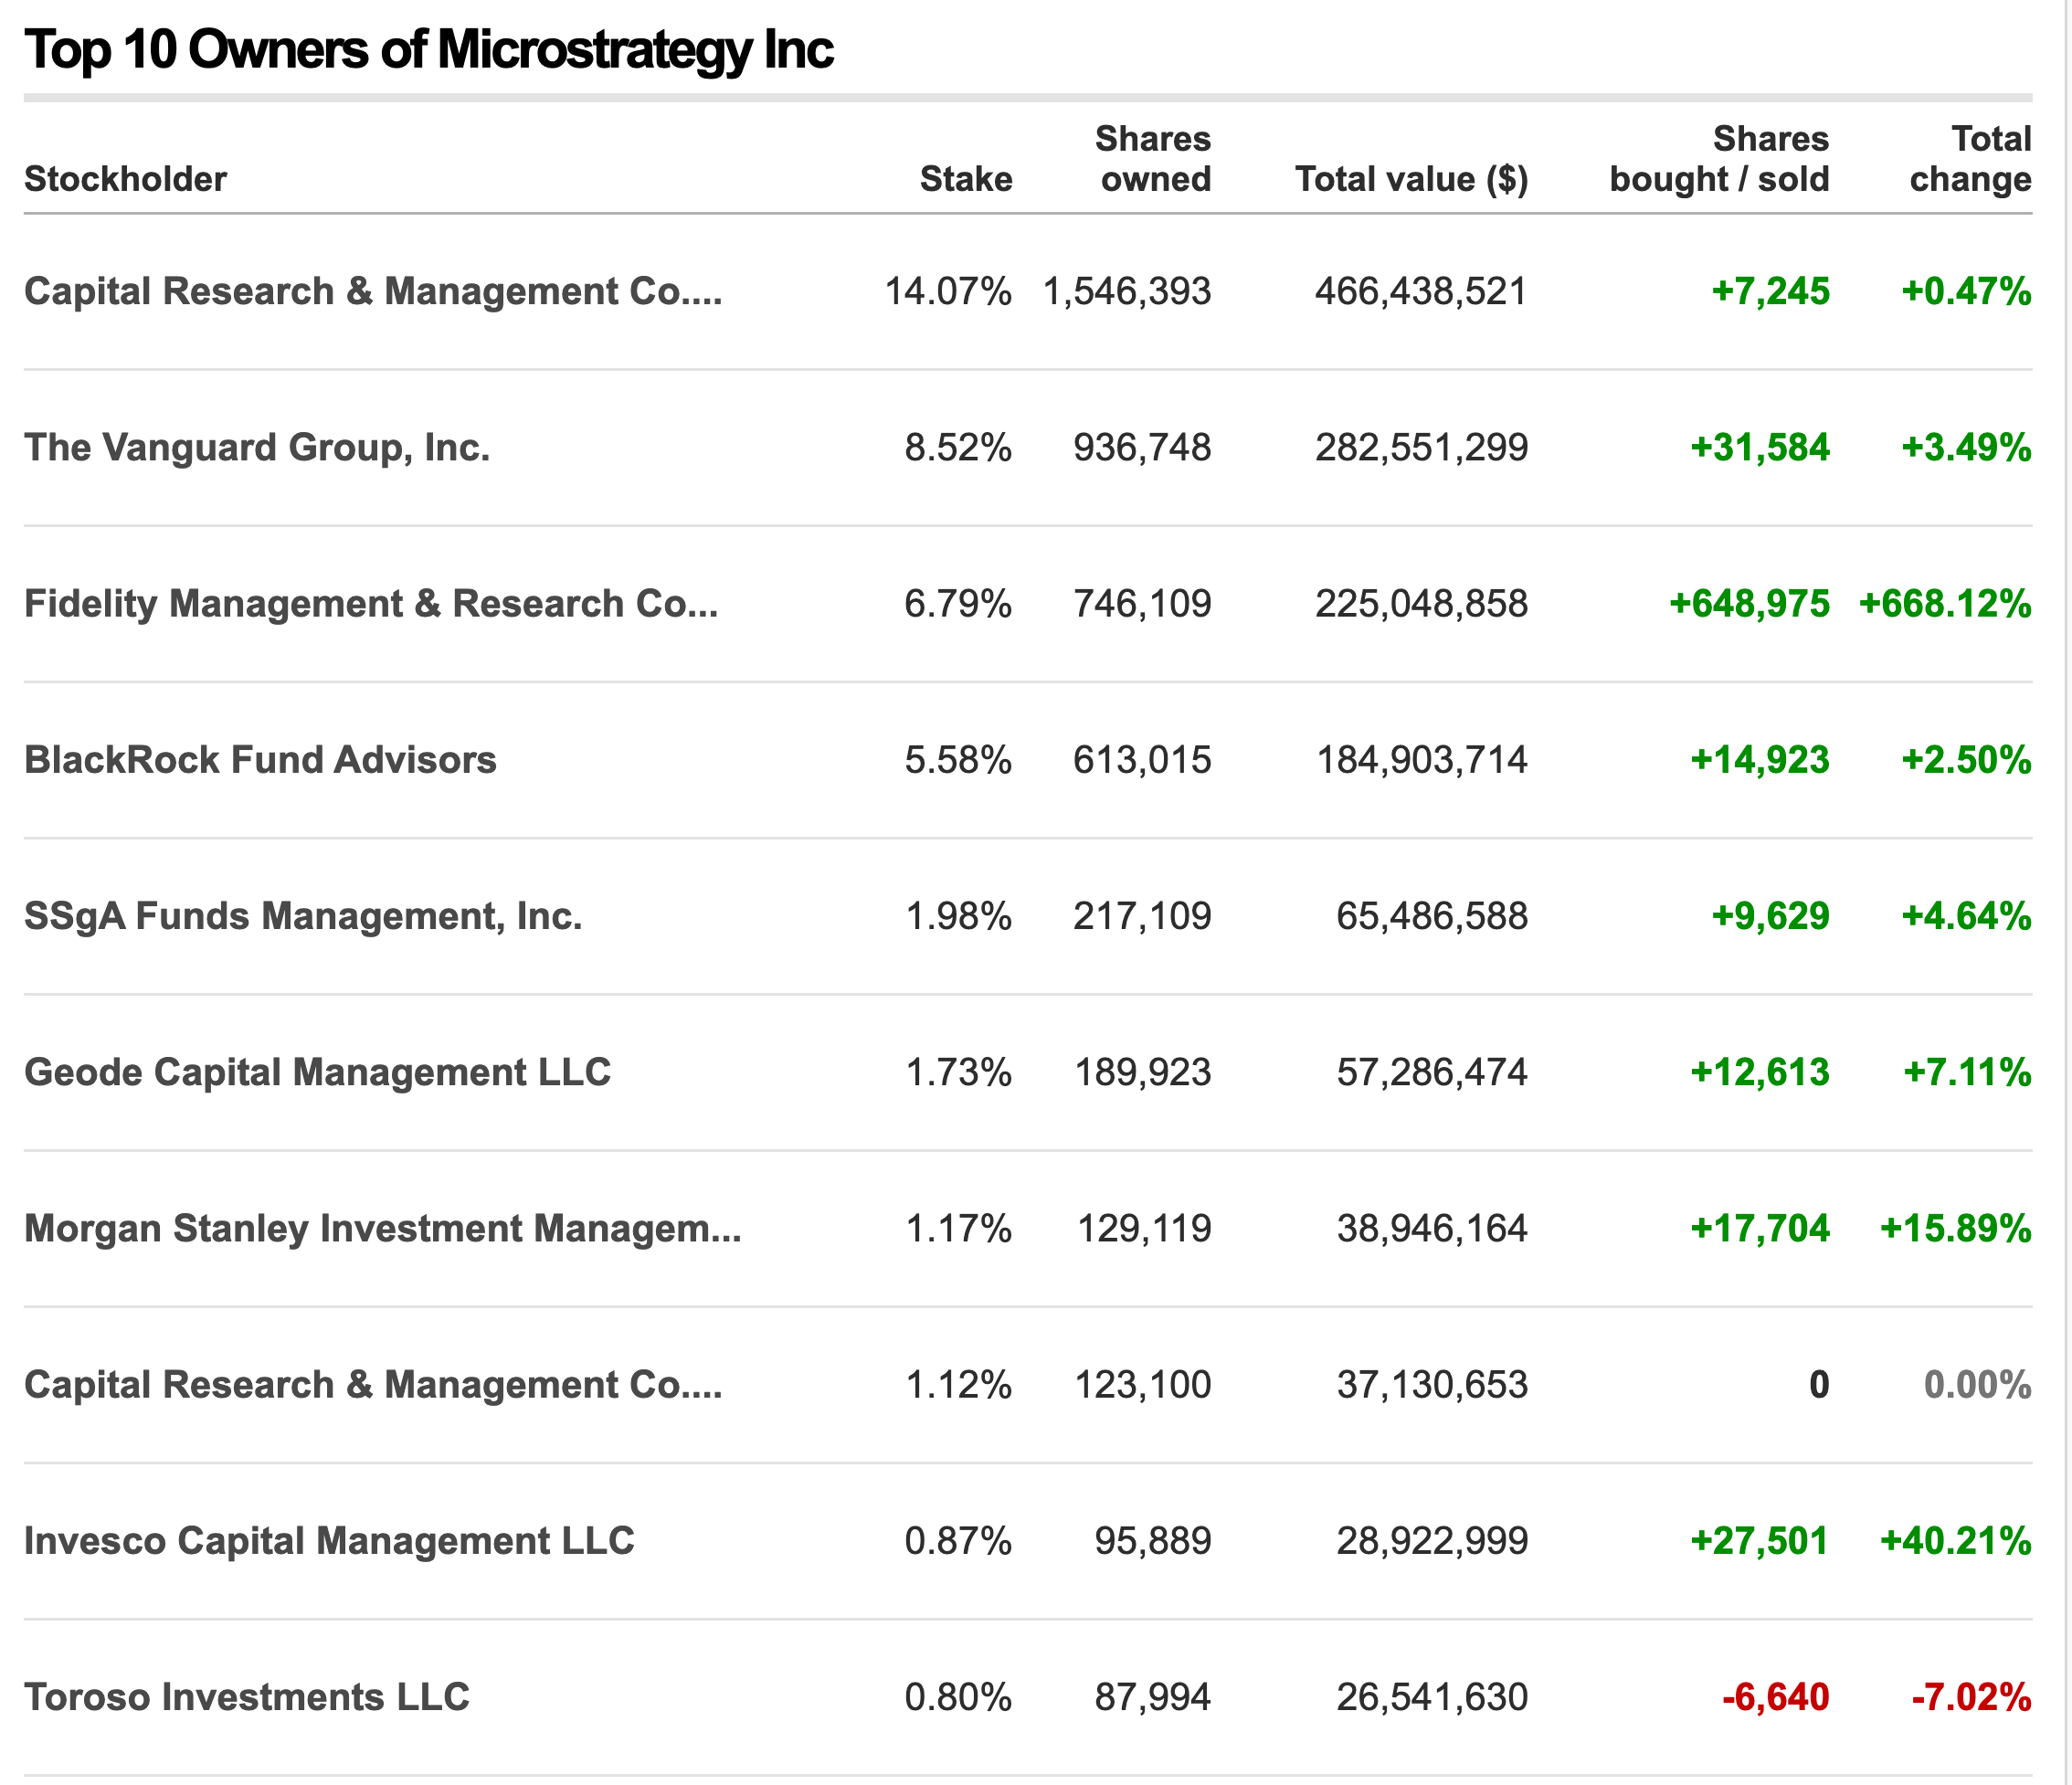 Top 10 Owners of Microstrategy Inc
Stockholder Stake Shares owned Total value ($) Shares bought / sold Total change
Capital Research & Management Co.... 14.07% 1,546,393 466,438,521 +7,245 +0.47%
The Vanguard Group, Inc. 8.52% 936,748 282,551,299 +31,584 +3.49%
Fidelity Management & Research Co... 6.79% 746,109 225,048,858 +648,975 +668.12%
BlackRock Fund Advisors 5.58% 613,015 184,903,714 +14,923 +2.50%
SSgA Funds Management, Inc. 1.98% 217,109 65,486,588 +9,629 +4.64%
Geode Capital Management LLC 1.73% 189,923 57,286,474 +12,613 +7.11%
Morgan Stanley Investment Managem... 1.17% 129,119 38,946,164 +17,704 +15.89%
Capital Research & Management Co.... 1.12% 123,100 37,130,653 0 0.00%
Invesco Capital Management LLC 0.87% 95,889 28,922,999 +27,501 +40.21%
Toroso Investments LLC 0.80% 87,994 26,541,630 -6,640 -7.02%